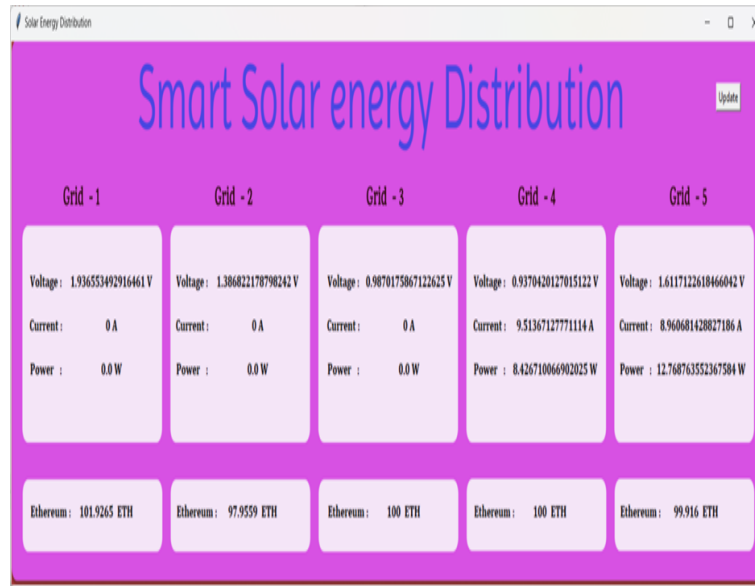 Solar Energy Distribution
Smart Solar energy Distribution
Update
Grid - 1 Grid - 2 Grid - 3 Grid - 4 Grid - 5
Voltage : 1.936553492916461 V Voltage : 1.386822178798242 V Voltage : 0.9870175867122625 V Voltage : 0.9370420127015122 V Voltage : 1.6117122618466042 V
Current : 0 A Current : 0 A Current : 0 A Current : 9.51367127771114 A Current : 8.960681428827186 A
Power : 0.0 W Power : 0.0 W Power : 0.0 W Power : 8.426710066902025 W Power : 12.768763552367584 W
Ethereum : 101.9265 ETH Ethereum : 97.9559 ETH Ethereum : 100 ETH Ethereum : 100 ETH Ethereum : 99.916 ETH